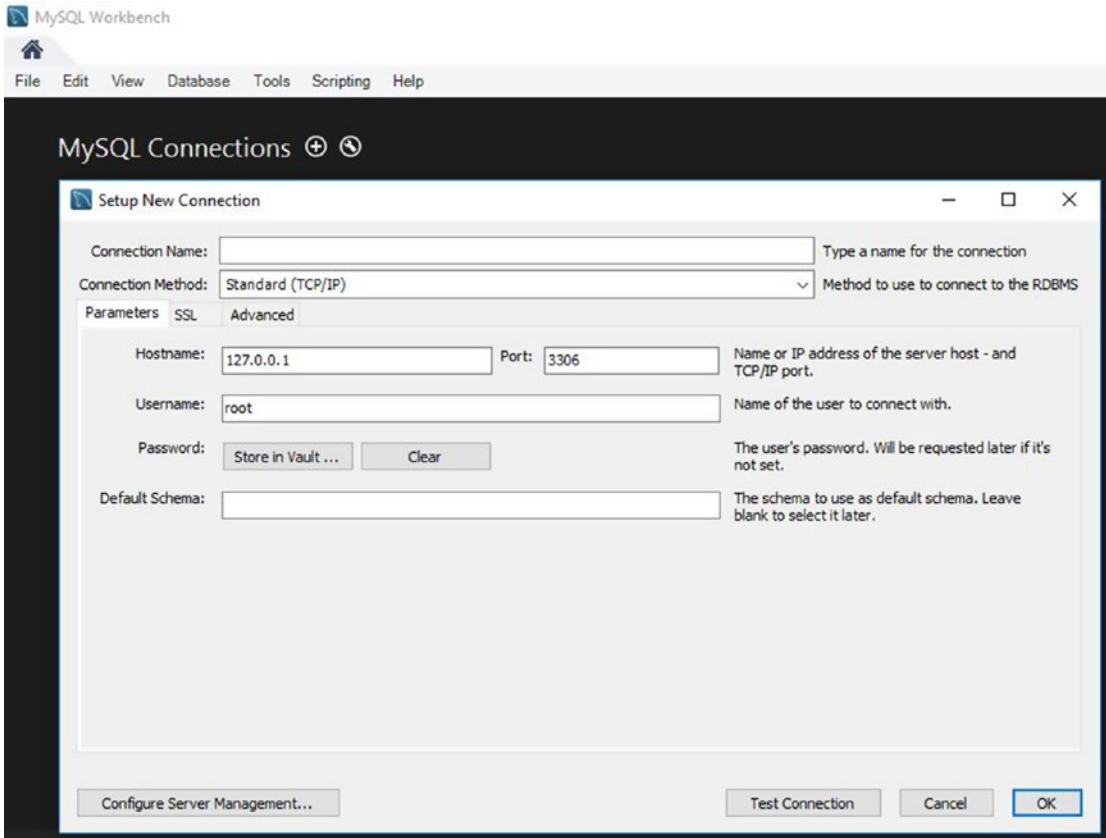 MySQL Workbench
File Edit View Database Tools Scripting Help
MySQL Connections
Setup New Connection
Connection Name: Type a name for the connection
Connection Method: Standard (TCP/IP) Method to use to connect to the RDBMS
Parameters SSL Advanced
Hostname: 127.0.0.1 Port: 3306 Name or IP address of the server host - and
TCP/IP port.
Username: root Name of the user to connect with.
Password: Store in Vault ... Clear The user's password. Will be requested later if it's
not set.
Default Schema: The schema to use as default schema. Leave
blank to select it later.
Configure Server Management... Test Connection Cancel OK